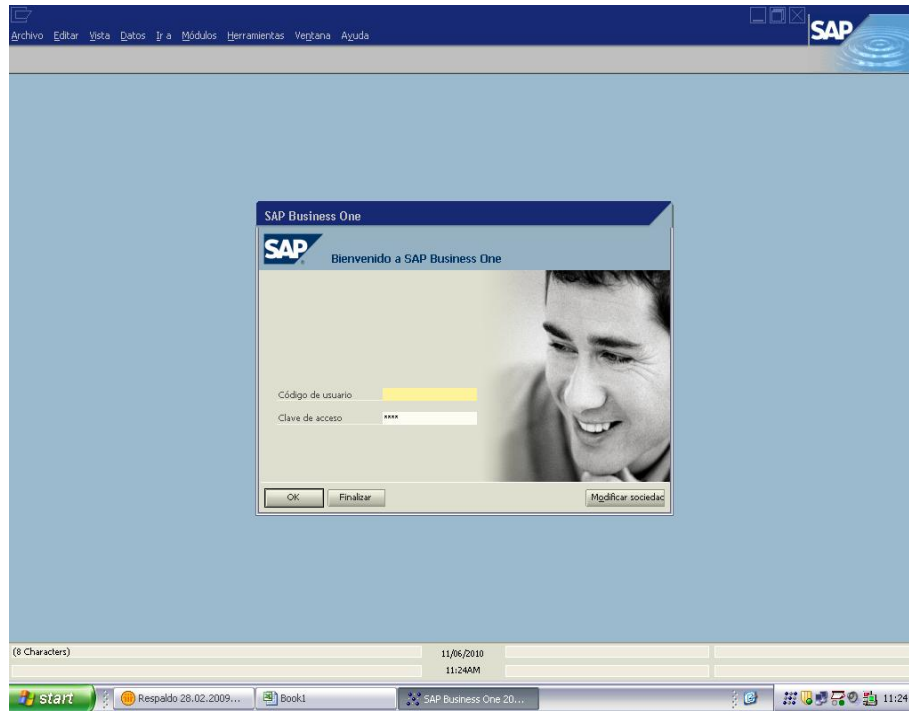 Archivo Editar Vista Datos Ir a Módulos Herramientas Ventana Ayuda
SAP
SAP Business One
SAP
Bienvenido a SAP Business One
Código de usuario
Clave de acceso ****
OK Finalizar Modificar sociedad
(8 Characters) 11/06/2010
11:24AM
start Respaldo 28.02.2009... Book1 SAP Business One 20... 11:24